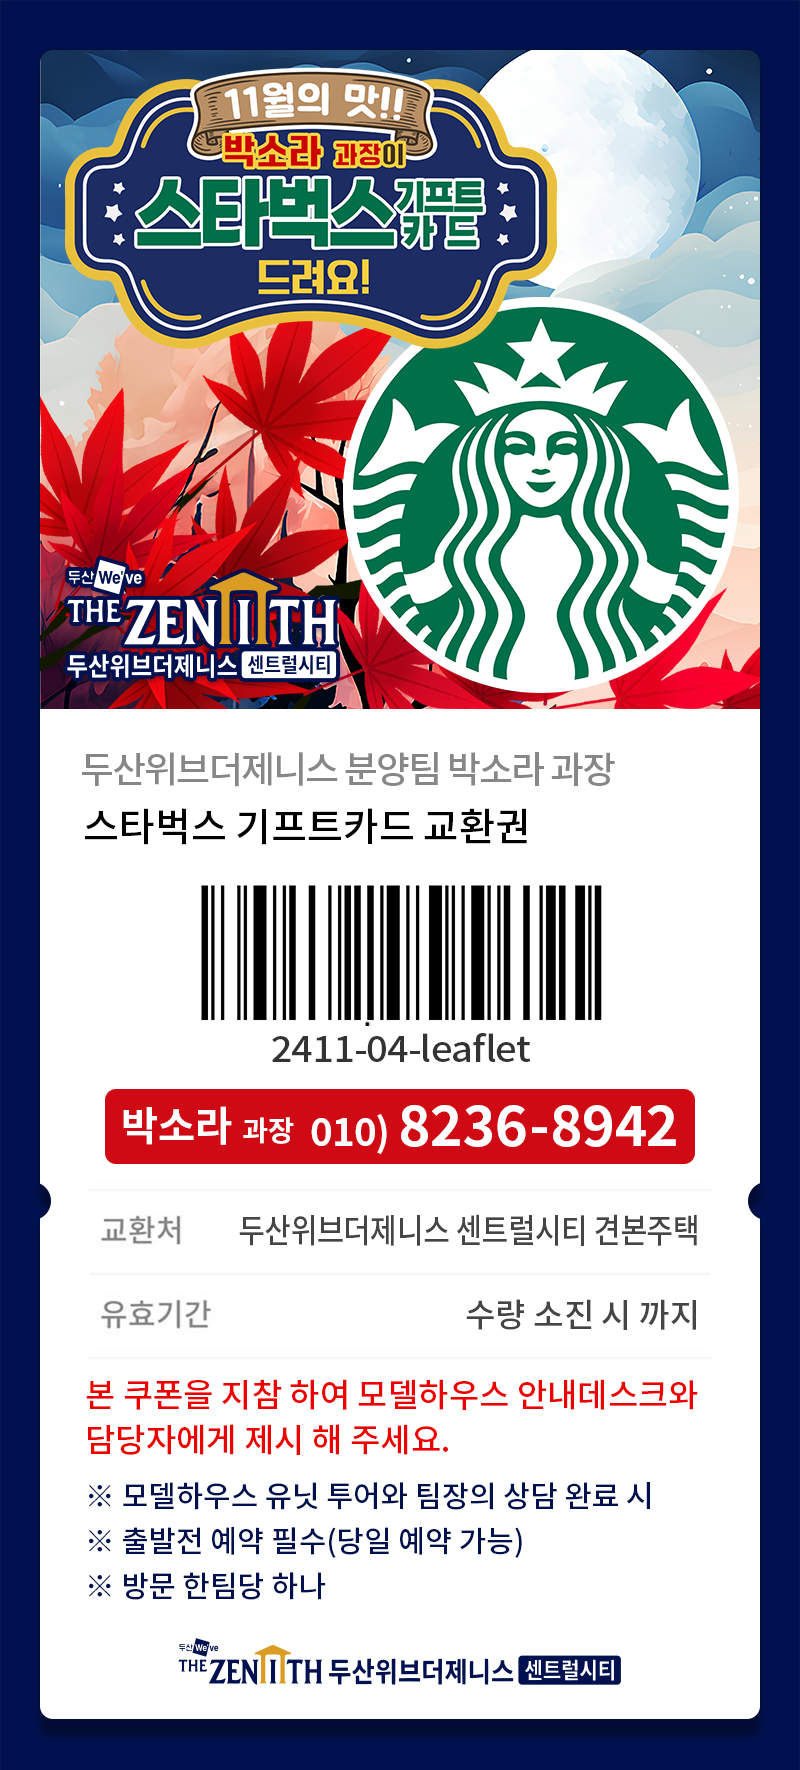 11월의 맛!!
박소라 과장이
스타벅스 기프트카드
드려요!
두산 We've
THE ZENITH
두산위브더제니스 센트럴시티
두산위브더제니스 분양팀 박소라 과장
스타벅스 기프트카드 교환권
2411-04-leaflet
박소라 과장 010) 8236-8942
교환처 두산위브더제니스 센트럴시티 견본주택
유효기간 수량 소진 시 까지
본 쿠폰을 지참 하여 모델하우스 안내데스크와
담당자에게 제시 해 주세요.
※ 모델하우스 유닛 투어와 팀장의 상담 완료 시
※ 출발전 예약 필수(당일 예약 가능)
※ 방문 한팀당 하나
두산 We've
THE ZENITH 두산위브더제니스 센트럴시티